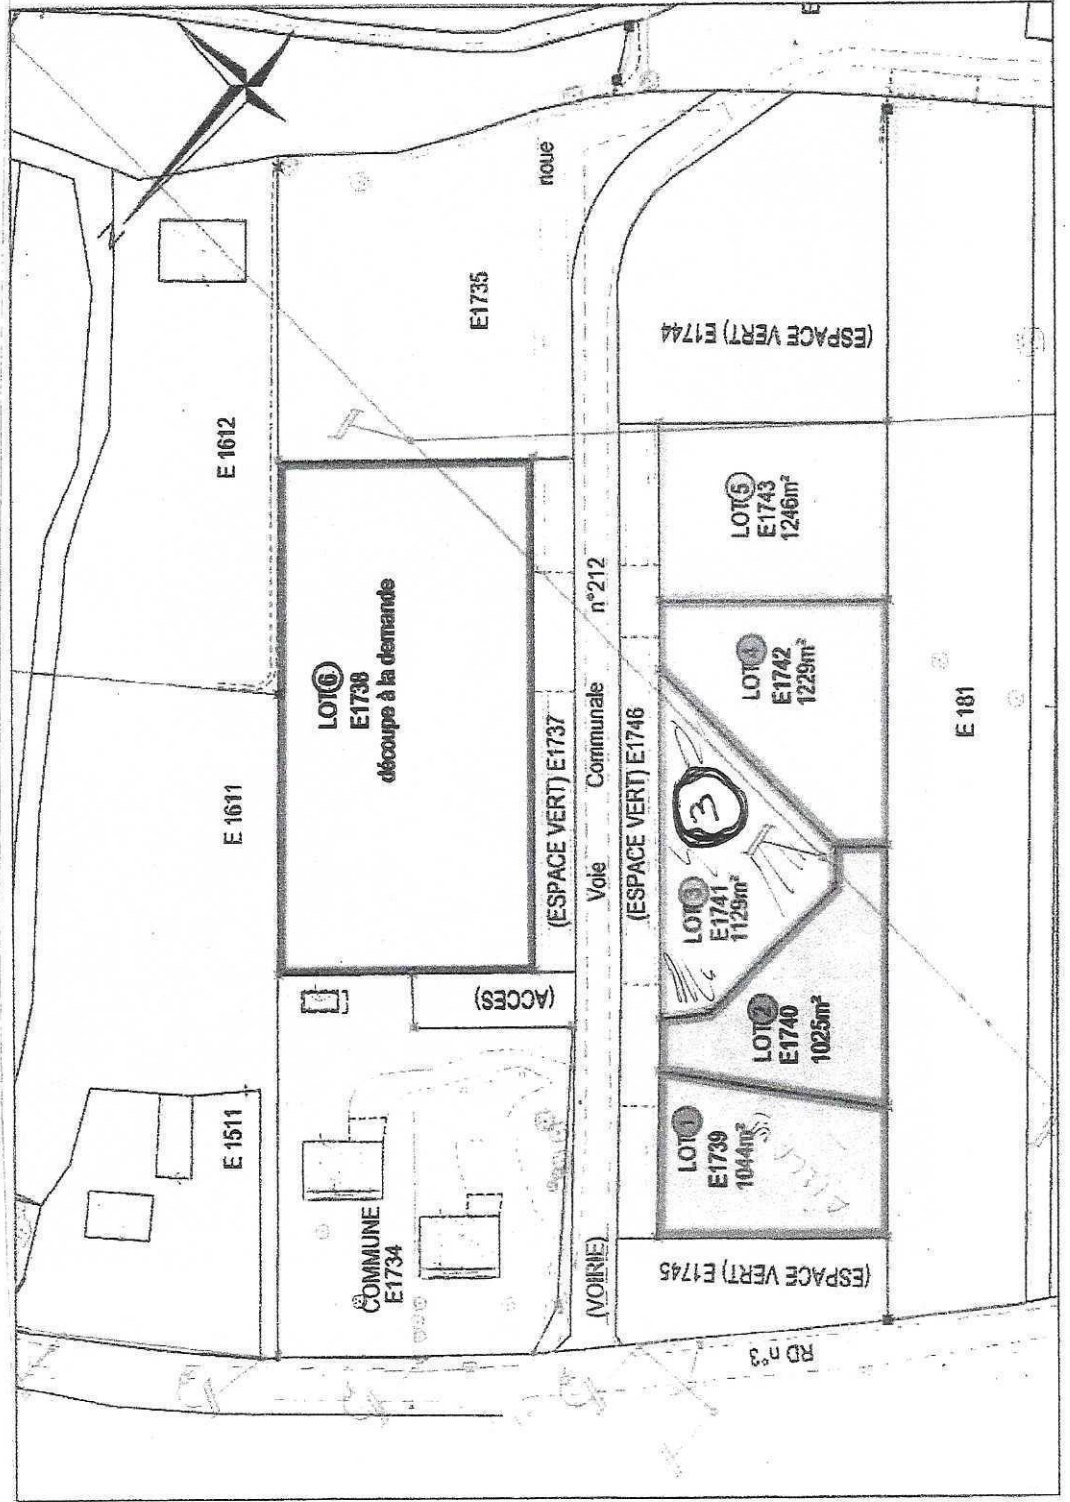 noue
E1735
E 1612
(ESPACE VERT) E1744
LOT 5
E1743
1246m²
LOT 6
E1738
découpe à la demande
Voie Communale n°212
LOT 4
E1742
1229m²
E 1611
(ESPACE VERT) E1737
(ESPACE VERT) E1746
3
LOT 3
E1741
1129m²
E 181
(ACCES)
LOT 2
E1740
1025m²
E 1511
LOT 1
E1739
1044m²
COMMUNE
E1734
(VOIRIE)
(ESPACE VERT) E1745
RD n°3